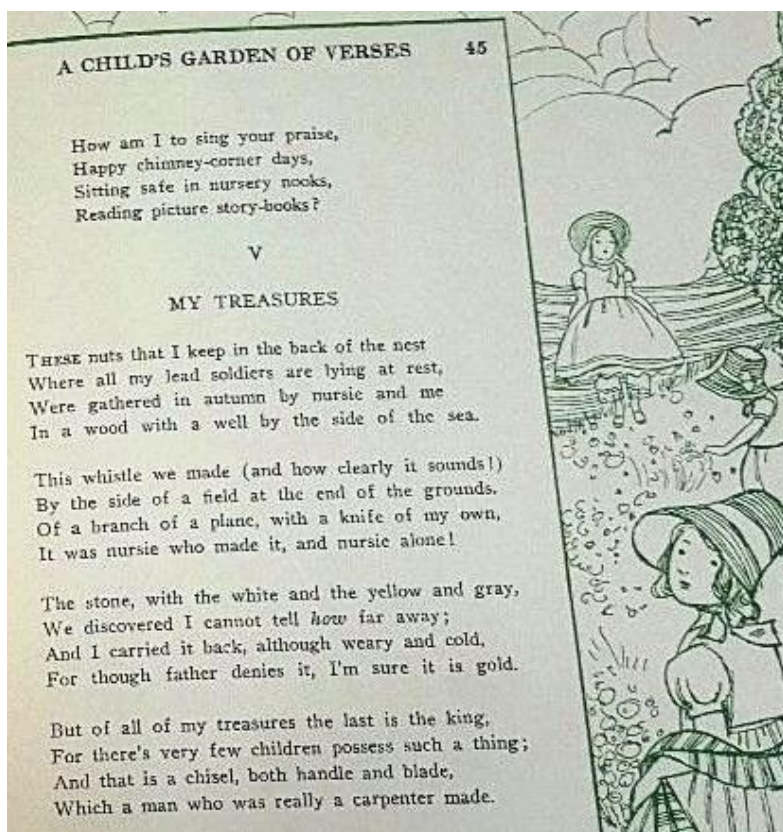 A CHILD'S GARDEN OF VERSES 45
How am I to sing your praise,
Happy chimney-corner days,
Sitting safe in nursery nooks,
Reading picture story-books?
V
MY TREASURES
THESE nuts that I keep in the back of the nest
Where all my lead soldiers are lying at rest,
Were gathered in autumn by nursie and me
In a wood with a well by the side of the sea.
This whistle we made (and how clearly it sounds!)
By the side of a field at the end of the grounds.
Of a branch of a plane, with a knife of my own,
It was nursie who made it, and nursie alone!
The stone, with the white and the yellow and gray,
We discovered I cannot tell how far away;
And I carried it back, although weary and cold,
For though father denies it, I'm sure it is gold.
But of all of my treasures the last is the king,
For there's very few children possess such a thing;
And that is a chisel, both handle and blade,
Which a man who was really a carpenter made.